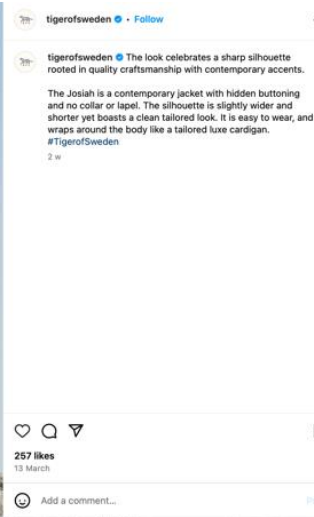 tigerofsweden • Follow
tigerofsweden The look celebrates a sharp silhouette
rooted in quality craftsmanship with contemporary accents.
The Josiah is a contemporary jacket with hidden buttoning
and no collar or lapel. The silhouette is slightly wider and
shorter yet boasts a clean tailored look. It is easy to wear, and
wraps around the body like a tailored luxe cardigan.
#TigerofSweden
2 w
257 likes
13 March
Add a comment...